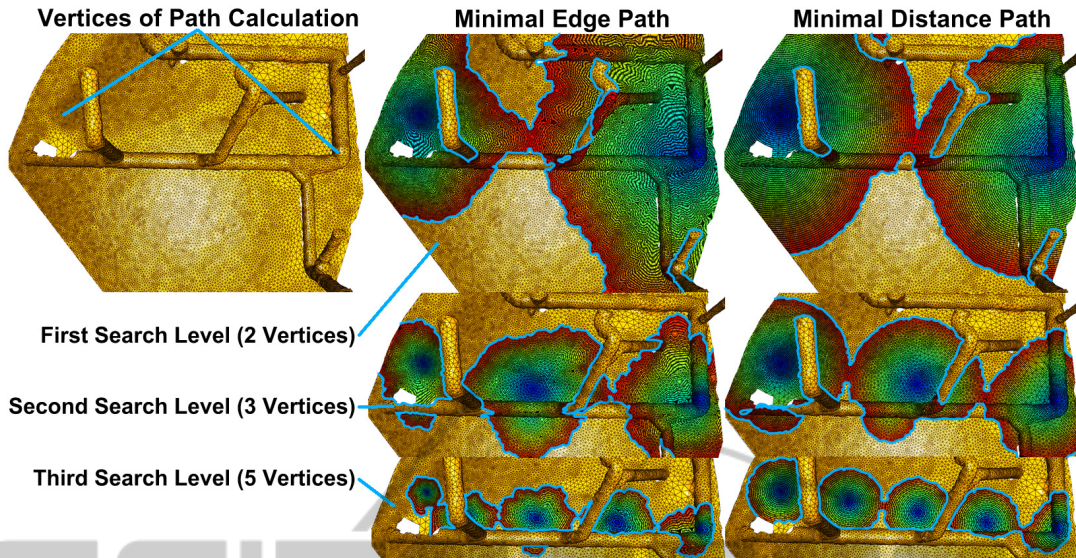 Vertices of Path Calculation
Minimal Edge Path
Minimal Distance Path
First Search Level (2 Vertices)
Second Search Level (3 Vertices)
Third Search Level (5 Vertices)